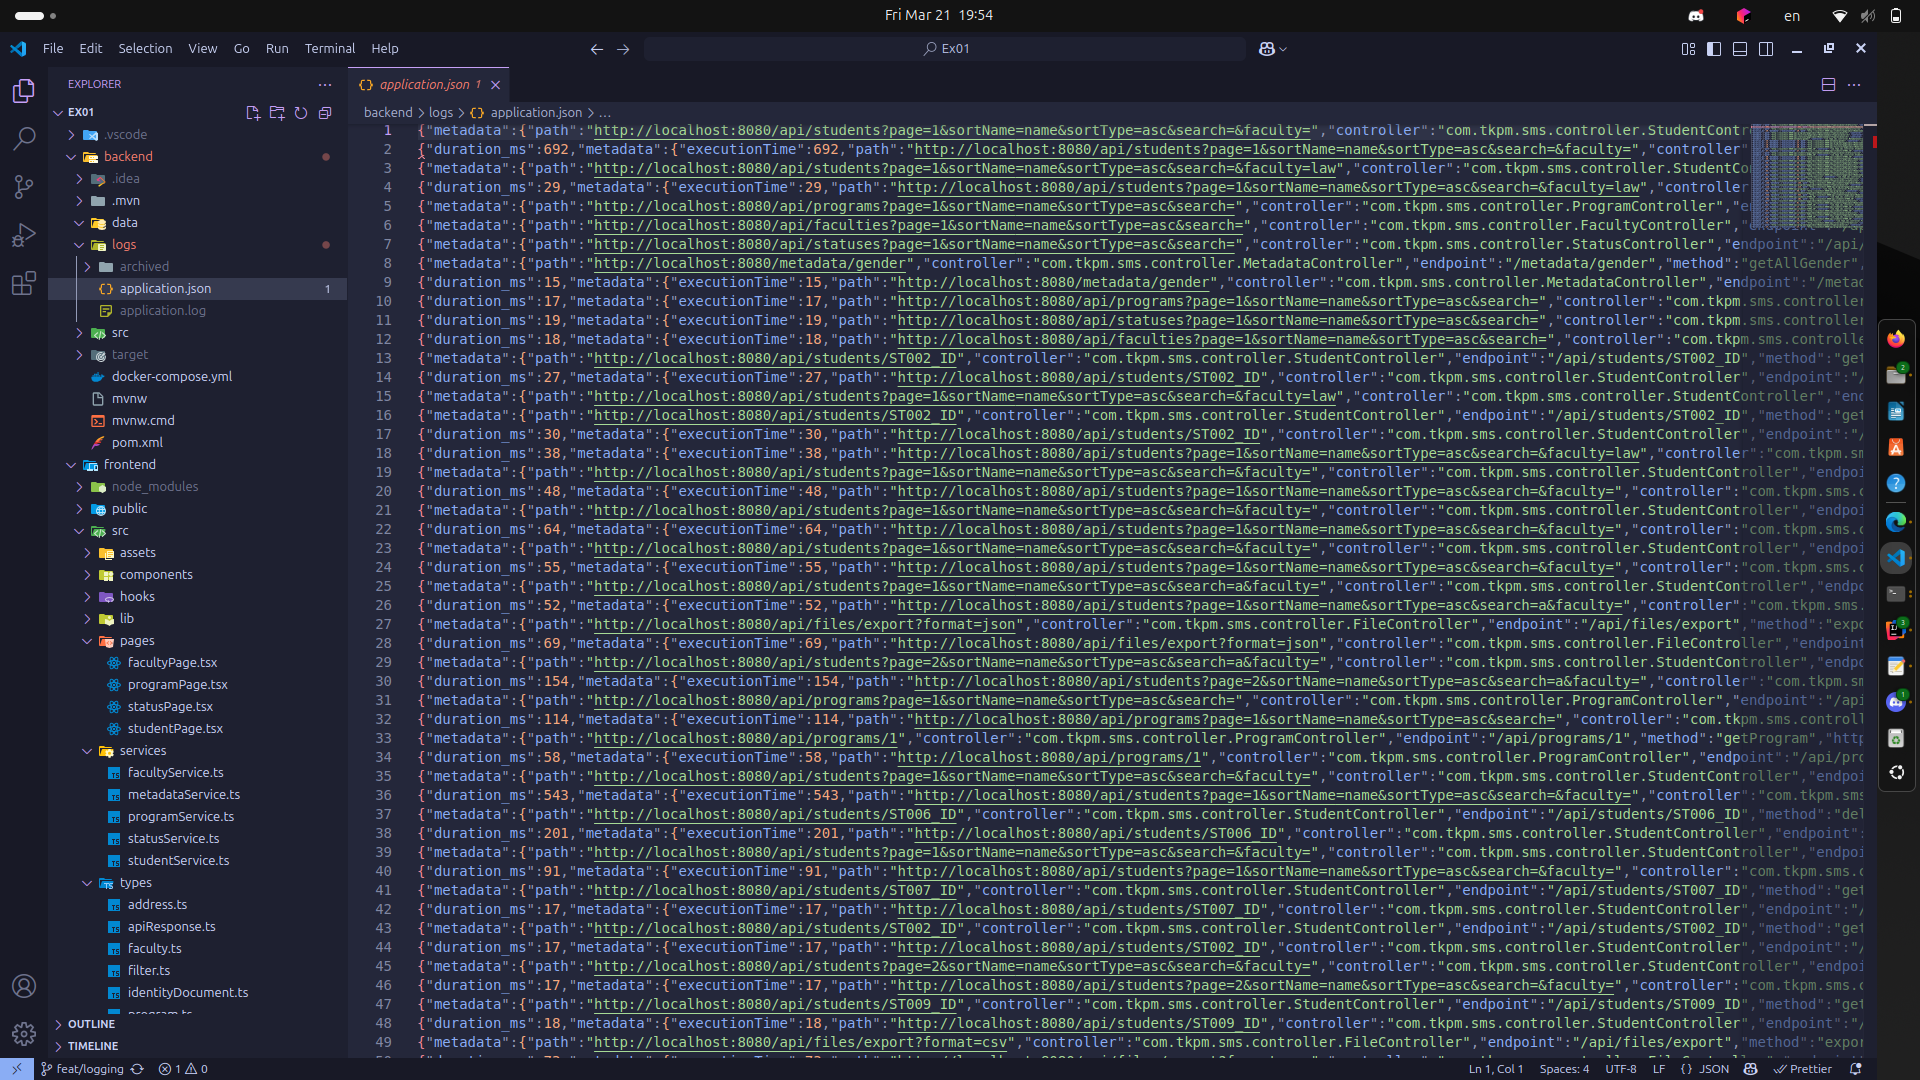 Fri Mar 21 19:54
en
File Edit Selection View Go Run Terminal Help
Ex01
EXPLORER
EX01
.vscode
backend
.idea
.mvn
data
logs
archived
application.json 1
application.log
src
target
docker-compose.yml
mvnw
mvnw.cmd
pom.xml
frontend
node_modules
public
src
assets
components
hooks
lib
pages
facultyPage.tsx
programPage.tsx
statusPage.tsx
studentPage.tsx
services
facultyService.ts
metadataService.ts
programService.ts
statusService.ts
studentService.ts
types
address.ts
apiResponse.ts
faculty.ts
filter.ts
identityDocument.ts
program.ts
OUTLINE
TIMELINE
application.json 1
backend > logs > {} application.json > ...
1 {"metadata":{"path":"http://localhost:8080/api/students?page=1&sortName=name&sortType=asc&search=&faculty=","controller":"com.tkpm.sms.controller.StudentContr
2 {"duration_ms":692,"metadata":{"executionTime":692,"path":"http://localhost:8080/api/students?page=1&sortName=name&sortType=asc&search=&faculty=","controller"
3 {"metadata":{"path":"http://localhost:8080/api/students?page=1&sortName=name&sortType=asc&search=&faculty=law","controller":"com.tkpm.sms.controller.StudentCo
4 {"duration_ms":29,"metadata":{"executionTime":29,"path":"http://localhost:8080/api/students?page=1&sortName=name&sortType=asc&search=&faculty=law","controller
5 {"metadata":{"path":"http://localhost:8080/api/programs?page=1&sortName=name&sortType=asc&search=","controller":"com.tkpm.sms.controller.ProgramController","e
6 {"metadata":{"path":"http://localhost:8080/api/faculties?page=1&sortName=name&sortType=asc&search=","controller":"com.tkpm.sms.controller.FacultyController","
7 {"metadata":{"path":"http://localhost:8080/api/statuses?page=1&sortName=name&sortType=asc&search=","controller":"com.tkpm.sms.controller.StatusController","endpoint":"/api/
8 {"metadata":{"path":"http://localhost:8080/metadata/gender","controller":"com.tkpm.sms.controller.MetadataController","endpoint":"/metadata/gender","method":"getAllGender",
9 {"duration_ms":15,"metadata":{"executionTime":15,"path":"http://localhost:8080/metadata/gender","controller":"com.tkpm.sms.controller.MetadataController","endpoint":"/metad
10 {"duration_ms":17,"metadata":{"executionTime":17,"path":"http://localhost:8080/api/programs?page=1&sortName=name&sortType=asc&search=","controller":"com.tkpm.sms.controller
11 {"duration_ms":19,"metadata":{"executionTime":19,"path":"http://localhost:8080/api/statuses?page=1&sortName=name&sortType=asc&search=","controller":"com.tkpm.sms.controller
12 {"duration_ms":18,"metadata":{"executionTime":18,"path":"http://localhost:8080/api/faculties?page=1&sortName=name&sortType=asc&search=","controller":"com.tkpm.sms.controlle
13 {"metadata":{"path":"http://localhost:8080/api/students/ST002_ID","controller":"com.tkpm.sms.controller.StudentController","endpoint":"/api/students/ST002_ID","method":"get
14 {"duration_ms":27,"metadata":{"executionTime":27,"path":"http://localhost:8080/api/students/ST002_ID","controller":"com.tkpm.sms.controller.StudentController","endpoint":"/
15 {"metadata":{"path":"http://localhost:8080/api/students?page=1&sortName=name&sortType=asc&search=&faculty=law","controller":"com.tkpm.sms.controller.StudentController","end
16 {"metadata":{"path":"http://localhost:8080/api/students/ST002_ID","controller":"com.tkpm.sms.controller.StudentController","endpoint":"/api/students/ST002_ID","method":"get
17 {"duration_ms":30,"metadata":{"executionTime":30,"path":"http://localhost:8080/api/students/ST002_ID","controller":"com.tkpm.sms.controller.StudentController","endpoint":"/
18 {"duration_ms":38,"metadata":{"executionTime":38,"path":"http://localhost:8080/api/students?page=1&sortName=name&sortType=asc&search=&faculty=law","controller":"com.tkpm.sm
19 {"metadata":{"path":"http://localhost:8080/api/students?page=1&sortName=name&sortType=asc&search=&faculty=","controller":"com.tkpm.sms.controller.StudentController","endpoi
20 {"duration_ms":48,"metadata":{"executionTime":48,"path":"http://localhost:8080/api/students?page=1&sortName=name&sortType=asc&search=&faculty=","controller":"com.tkpm.sms.c
21 {"metadata":{"path":"http://localhost:8080/api/students?page=1&sortName=name&sortType=asc&search=&faculty=","controller":"com.tkpm.sms.controller.StudentController","endpoi
22 {"duration_ms":64,"metadata":{"executionTime":64,"path":"http://localhost:8080/api/students?page=1&sortName=name&sortType=asc&search=&faculty=","controller":"com.tkpm.sms.c
23 {"metadata":{"path":"http://localhost:8080/api/students?page=1&sortName=name&sortType=asc&search=&faculty=","controller":"com.tkpm.sms.controller.StudentController","endpoi
24 {"duration_ms":55,"metadata":{"executionTime":55,"path":"http://localhost:8080/api/students?page=1&sortName=name&sortType=asc&search=&faculty=","controller":"com.tkpm.sms.c
25 {"metadata":{"path":"http://localhost:8080/api/students?page=1&sortName=name&sortType=asc&search=a&faculty=","controller":"com.tkpm.sms.controller.StudentController","endpo
26 {"duration_ms":52,"metadata":{"executionTime":52,"path":"http://localhost:8080/api/students?page=1&sortName=name&sortType=asc&search=a&faculty=","controller":"com.tkpm.sms.
27 {"metadata":{"path":"http://localhost:8080/api/files/export?format=json","controller":"com.tkpm.sms.controller.FileController","endpoint":"/api/files/export","method":"expo
28 {"duration_ms":69,"metadata":{"executionTime":69,"path":"http://localhost:8080/api/files/export?format=json","controller":"com.tkpm.sms.controller.FileController","endpoint
29 {"metadata":{"path":"http://localhost:8080/api/students?page=2&sortName=name&sortType=asc&search=a&faculty=","controller":"com.tkpm.sms.controller.StudentController","endpo
30 {"duration_ms":154,"metadata":{"executionTime":154,"path":"http://localhost:8080/api/students?page=2&sortName=name&sortType=asc&search=a&faculty=","controller":"com.tkpm.sm
31 {"metadata":{"path":"http://localhost:8080/api/programs?page=1&sortName=name&sortType=asc&search=","controller":"com.tkpm.sms.controller.ProgramController","endpoint":"/api
32 {"duration_ms":114,"metadata":{"executionTime":114,"path":"http://localhost:8080/api/programs?page=1&sortName=name&sortType=asc&search=","controller":"com.tkpm.sms.controll
33 {"metadata":{"path":"http://localhost:8080/api/programs/1","controller":"com.tkpm.sms.controller.ProgramController","endpoint":"/api/programs/1","method":"getProgram","http
34 {"duration_ms":58,"metadata":{"executionTime":58,"path":"http://localhost:8080/api/programs/1","controller":"com.tkpm.sms.controller.ProgramController","endpoint":"/api/pro
35 {"metadata":{"path":"http://localhost:8080/api/students?page=1&sortName=name&sortType=asc&search=&faculty=","controller":"com.tkpm.sms.controller.StudentController","endpoi
36 {"duration_ms":543,"metadata":{"executionTime":543,"path":"http://localhost:8080/api/students?page=1&sortName=name&sortType=asc&search=&faculty=","controller":"com.tkpm.sms
37 {"metadata":{"path":"http://localhost:8080/api/students/ST006_ID","controller":"com.tkpm.sms.controller.StudentController","endpoint":"/api/students/ST006_ID","method":"del
38 {"duration_ms":201,"metadata":{"executionTime":201,"path":"http://localhost:8080/api/students/ST006_ID","controller":"com.tkpm.sms.controller.StudentController","endpoint":
39 {"metadata":{"path":"http://localhost:8080/api/students?page=1&sortName=name&sortType=asc&search=&faculty=","controller":"com.tkpm.sms.controller.StudentController","endpoi
40 {"duration_ms":91,"metadata":{"executionTime":91,"path":"http://localhost:8080/api/students?page=1&sortName=name&sortType=asc&search=&faculty=","controller":"com.tkpm.sms.c
41 {"metadata":{"path":"http://localhost:8080/api/students/ST007_ID","controller":"com.tkpm.sms.controller.StudentController","endpoint":"/api/students/ST007_ID","method":"get
42 {"duration_ms":17,"metadata":{"executionTime":17,"path":"http://localhost:8080/api/students/ST007_ID","controller":"com.tkpm.sms.controller.StudentController","endpoint":"/
43 {"metadata":{"path":"http://localhost:8080/api/students/ST002_ID","controller":"com.tkpm.sms.controller.StudentController","endpoint":"/api/students/ST002_ID","method":"get
44 {"duration_ms":17,"metadata":{"executionTime":17,"path":"http://localhost:8080/api/students/ST002_ID","controller":"com.tkpm.sms.controller.StudentController","endpoint":"/
45 {"metadata":{"path":"http://localhost:8080/api/students?page=2&sortName=name&sortType=asc&search=&faculty=","controller":"com.tkpm.sms.controller.StudentController","endpoi
46 {"duration_ms":17,"metadata":{"executionTime":17,"path":"http://localhost:8080/api/students?page=2&sortName=name&sortType=asc&search=&faculty=","controller":"com.tkpm.sms.c
47 {"metadata":{"path":"http://localhost:8080/api/students/ST009_ID","controller":"com.tkpm.sms.controller.StudentController","endpoint":"/api/students/ST009_ID","method":"get
48 {"duration_ms":18,"metadata":{"executionTime":18,"path":"http://localhost:8080/api/students/ST009_ID","controller":"com.tkpm.sms.controller.StudentController","endpoint":"/
49 {"metadata":{"path":"http://localhost:8080/api/files/export?format=csv","controller":"com.tkpm.sms.controller.FileController","endpoint":"/api/files/export","method":"expor
feat/logging 1 0
Ln 1, Col 1 Spaces: 4 UTF-8 LF {} JSON Prettier